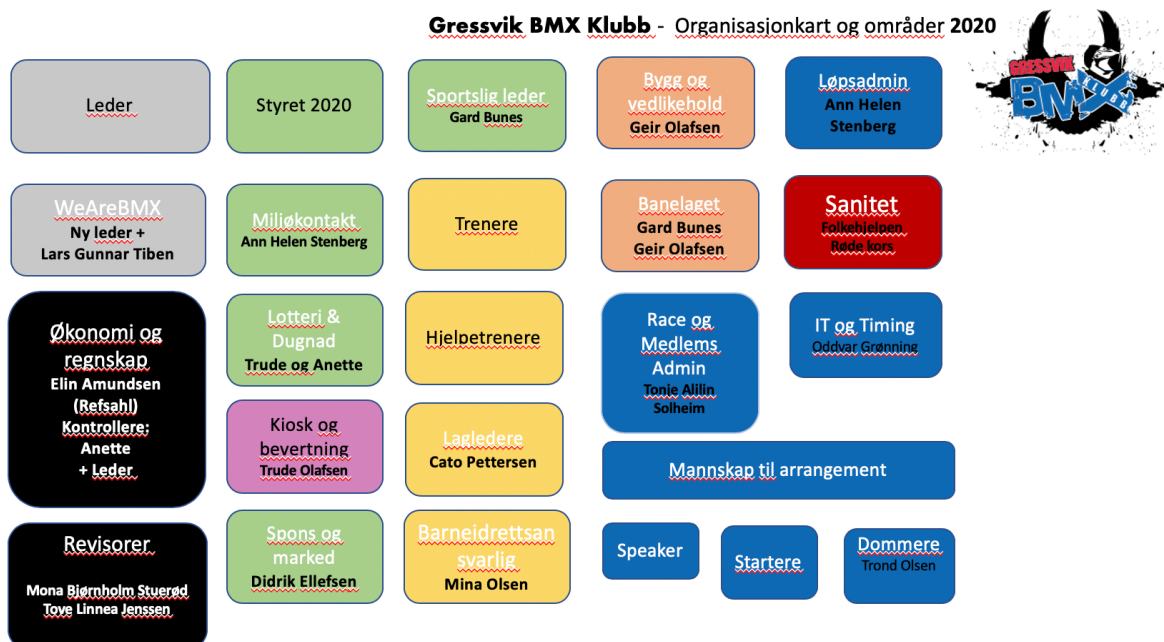 Gressvik BMX Klubb - Organisasjonkart og områder 2020
GRESSVIK
BMX
KLUBB
Leder
Styret 2020
Sportslig leder
Gard Bunes
Bygg og
vedlikehold
Geir Olafsen
Løpsadmin
Ann Helen
Stenberg
WeAreBMX
Ny leder +
Lars Gunnar Tiben
Miljøkontakt
Ann Helen Stenberg
Trenere
Banelaget
Gard Bunes
Geir Olafsen
Sanitet
Folkehjelpen
Røde kors
Økonomi og
regnskap
Elin Amundsen
(Refsahl)
Kontrollere:
Anette
+ Leder
Lotteri &
Dugnad
Trude og Anette
Hjelpetrenere
Race og
Medlems
Admin
Tonje Alilin
Solheim
IT og Timing
Oddvar Grønning
Kiosk og
bevertning
Trude Olafsen
Lagledere
Cato Pettersen
Mannskap til arrangement
Revisorer
Mona Bjørnholm Stuerød
Tove Linnea Jenssen
Spons og
marked
Didrik Ellefsen
Barneidrettsan
svarlig
Mina Olsen
Speaker
Startere
Dommere
Trond Olsen